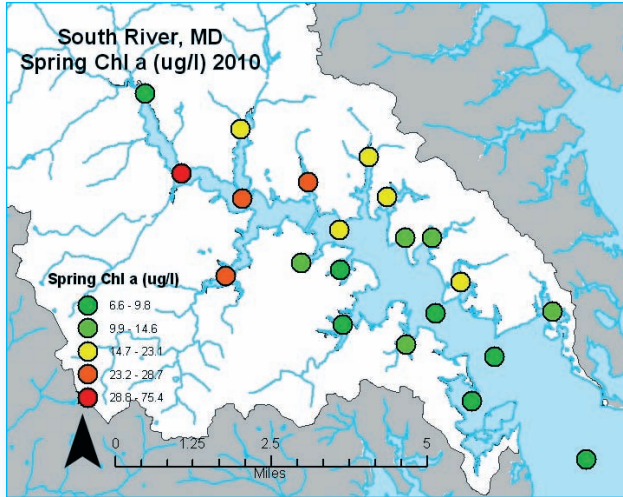 South River, MD
Spring Chl a (ug/l) 2010
Spring Chl a (ug/l)
6.6 - 9.8
9.9 - 14.6
14.7 - 23.1
23.2 - 28.7
28.8 - 75.4
0 1.25 2.5 5
Miles